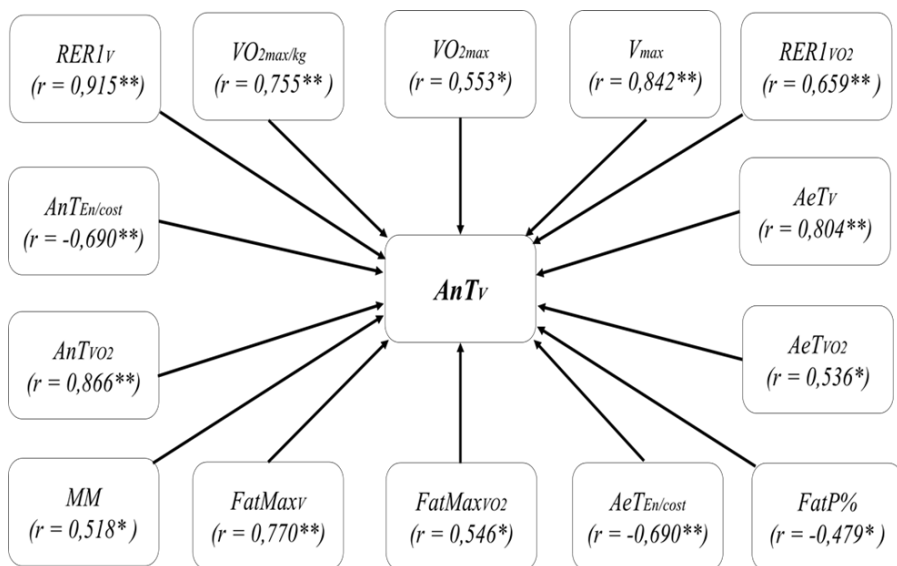 RER1V
(r = 0,915**)
VO2max/kg
(r = 0,755**)
VO2max
(r = 0,553*)
Vmax
(r = 0,842**)
RER1VO2
(r = 0,659**)
AnTEn/cost
(r = -0,690**)
AeTV
(r = 0,804**)
AnTV
AnTVO2
(r = 0,866**)
AeTVO2
(r = 0,536*)
MM
(r = 0,518*)
FatMaxV
(r = 0,770**)
FatMaxVO2
(r = 0,546*)
AeTEn/cost
(r = -0,690**)
FatP%
(r = -0,479*)